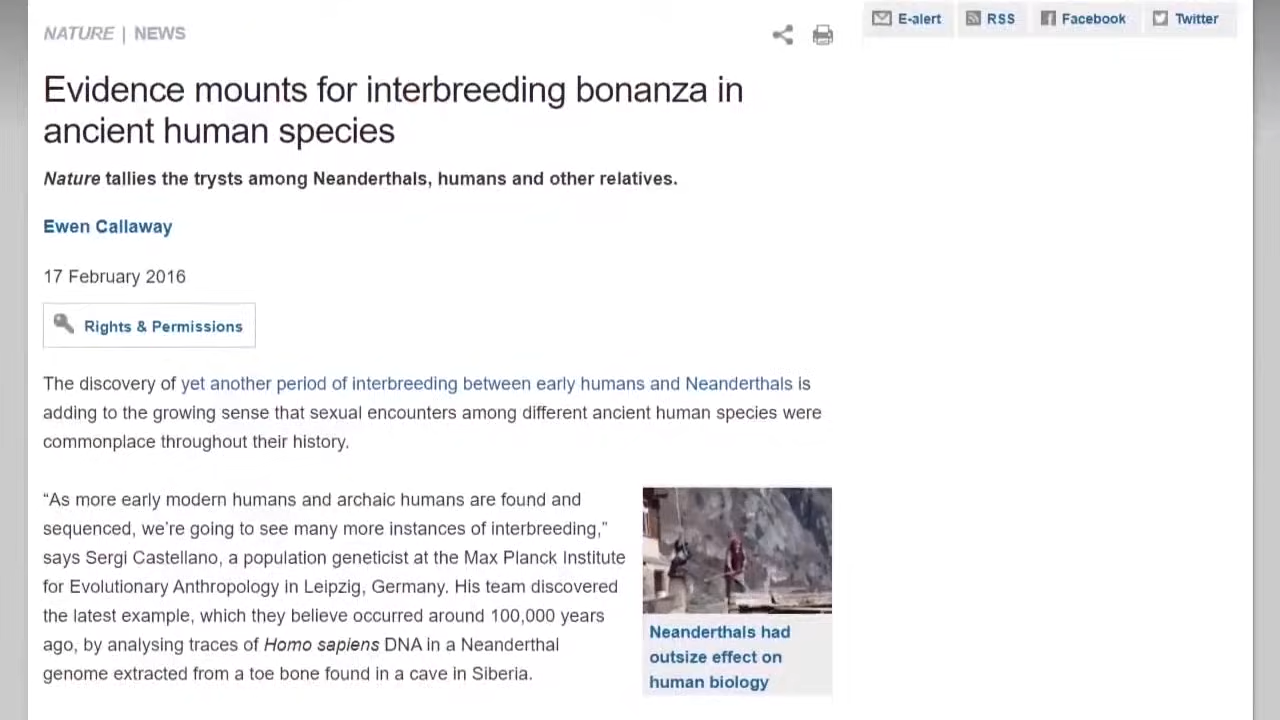 NATURE | NEWS
E-alert
RSS
Facebook
Twitter
Evidence mounts for interbreeding bonanza in
ancient human species
Nature tallies the trysts among Neanderthals, humans and other relatives.
Ewen Callaway
17 February 2016
Rights & Permissions
The discovery of yet another period of interbreeding between early humans and Neanderthals is
adding to the growing sense that sexual encounters among different ancient human species were
commonplace throughout their history.
“As more early modern humans and archaic humans are found and
sequenced, we’re going to see many more instances of interbreeding,”
says Sergi Castellano, a population geneticist at the Max Planck Institute
for Evolutionary Anthropology in Leipzig, Germany. His team discovered
the latest example, which they believe occurred around 100,000 years
ago, by analysing traces of Homo sapiens DNA in a Neanderthal
genome extracted from a toe bone found in a cave in Siberia.
Neanderthals had
outsize effect on
human biology